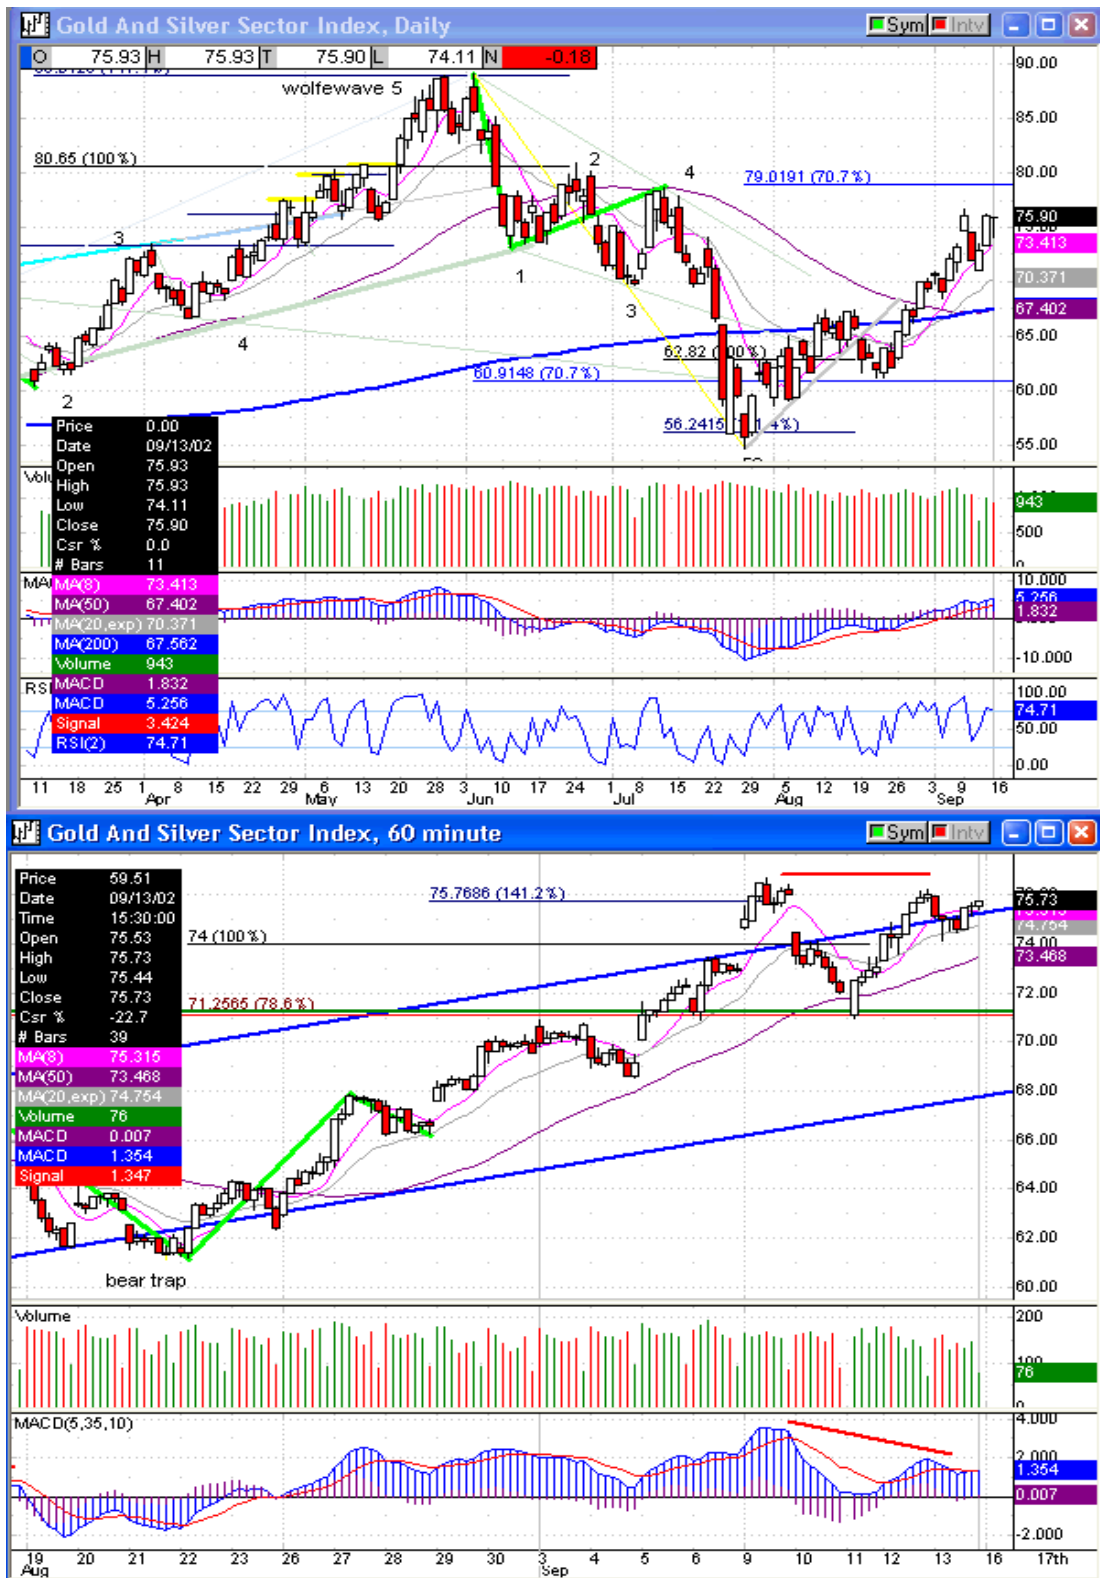 Gold And Silver Sector Index, Daily
Sym Intv
O 75.93 H 75.93 T 75.90 L 74.11 N -0.18
wolfewave 5
90.00
85.00
80.65 (100%)
80.00
2
4
79.0191 (70.7%)
75.90
3
73.413
1
70.371
3
67.402
4
65.00
62.82 (100%)
60.9148 (70.7%)
60.00
2
56.2415
55.00
Price 0.00
Date 09/13/02
Open 75.93
High 75.93
Low 74.11
Close 75.90
Csr % 0.0
# Bars 11
MA(8) 73.413
MA(50) 67.402
MA(20,exp) 70.371
MA(200) 67.562
Volume 943
MACD 1.832
MACD 5.256
Signal 3.424
RSI(2) 74.71
943
500
0
10.000
5.256
1.832
-10.000
100.00
74.71
50.00
0.00
11 18 25 1 8 15 22 29 6 13 20 28 3 10 17 24 1 8 15 22 29 5 12 19 26 3 9 16
Apr May Jun Jul Aug Sep
Gold And Silver Sector Index, 60 minute
Sym Intv
Price 59.51
Date 09/13/02
Time 15:30:00
Open 75.53
High 75.73
Low 75.44
Close 75.73
Csr % -22.7
# Bars 39
MA(8) 75.315
MA(50) 73.468
MA(20,exp) 74.754
Volume 76
MACD 0.007
MACD 1.354
Signal 1.347
75.7686 (141.2%)
75.73
74.754
74 (100%)
74.00
73.468
72.00
71.2565 (78.6%)
70.00
68.00
66.00
64.00
62.00
60.00
bear trap
Volume
200
100
76
0
MACD(5,35,10)
4.000
2.000
1.354
0.007
-2.000
19 20 21 22 23 26 27 28 29 30 3 4 5 6 9 10 11 12 13 16 17th
Aug Sep